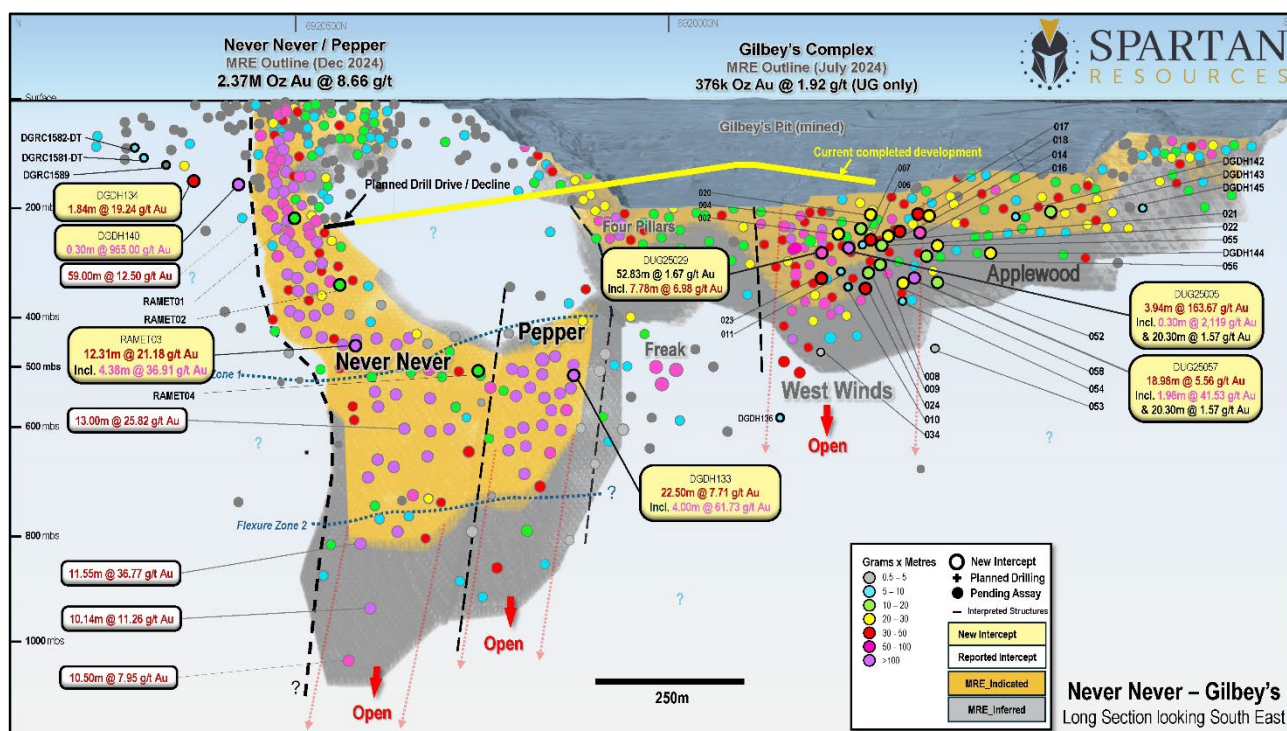 N
6920500N
6920000N
S
Never Never / Pepper
MRE Outline (Dec 2024)
2.37M Oz Au @ 8.66 g/t
Gilbey's Complex
MRE Outline (July 2024)
376k Oz Au @ 1.92 g/t (UG only)
SPARTAN
RESOURCES
Surface
DGRC1582-DT
DGRC1581-DT
DGRC1589
Gilbey's Pit (mined)
Current completed development
Planned Drill Drive / Decline
017
018
014
016
007
006
020
004
002
DGDH142
DGDH143
DGDH145
021
022
055
DGDH144
056
DGDH134
1.84m @ 19.24 g/t Au
DGDH140
0.30m @ 965.00 g/t Au
59.00m @ 12.50 g/t Au
200 mbs
?
?
?
Four Pillars
DUG25029
52.83m @ 1.67 g/t Au
Incl. 7.78m @ 6.98 g/t Au
Applewood
RAMET01
RAMET02
400 mbs
RAMET03
12.31m @ 21.18 g/t Au
Incl. 4.38m @ 36.91 g/t Au
Zone 1
500 mbs
RAMET04
Never Never
Pepper
Freak
West Winds
023
011
DUG25005
3.94m @ 163.67 g/t Au
Incl. 0.30m @ 2,119 g/t Au
& 20.30m @ 1.57 g/t Au
052
058
054
053
008
009
024
010
034
DUG25057
18.98m @ 5.56 g/t Au
Incl. 1.96m @ 41.53 g/t Au
& 20.30m @ 1.57 g/t Au
13.00m @ 25.82 g/t Au
600 mbs
?
?
DGDH136
Open
DGDH133
22.50m @ 7.71 g/t Au
Incl. 4.00m @ 61.73 g/t Au
Flexure Zone 2
?
800 mbs
11.55m @ 36.77 g/t Au
10.14m @ 11.26 g/t Au
1000 mbs
10.50m @ 7.95 g/t Au
?
?
Open
Open
250m
Grams x Metres
0.5 – 5
5 – 10
10 – 20
20 – 30
30 - 50
50 - 100
>100
New Intercept
Planned Drilling
Pending Assay
Interpreted Structures
New Intercept
Reported Intercept
MRE_Indicated
MRE_Inferred
Never Never – Gilbey's
Long Section looking South East